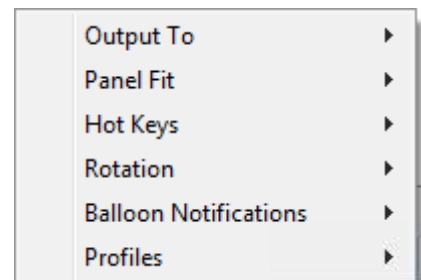 Output To
Panel Fit
Hot Keys
Rotation
Balloon Notifications
Profiles